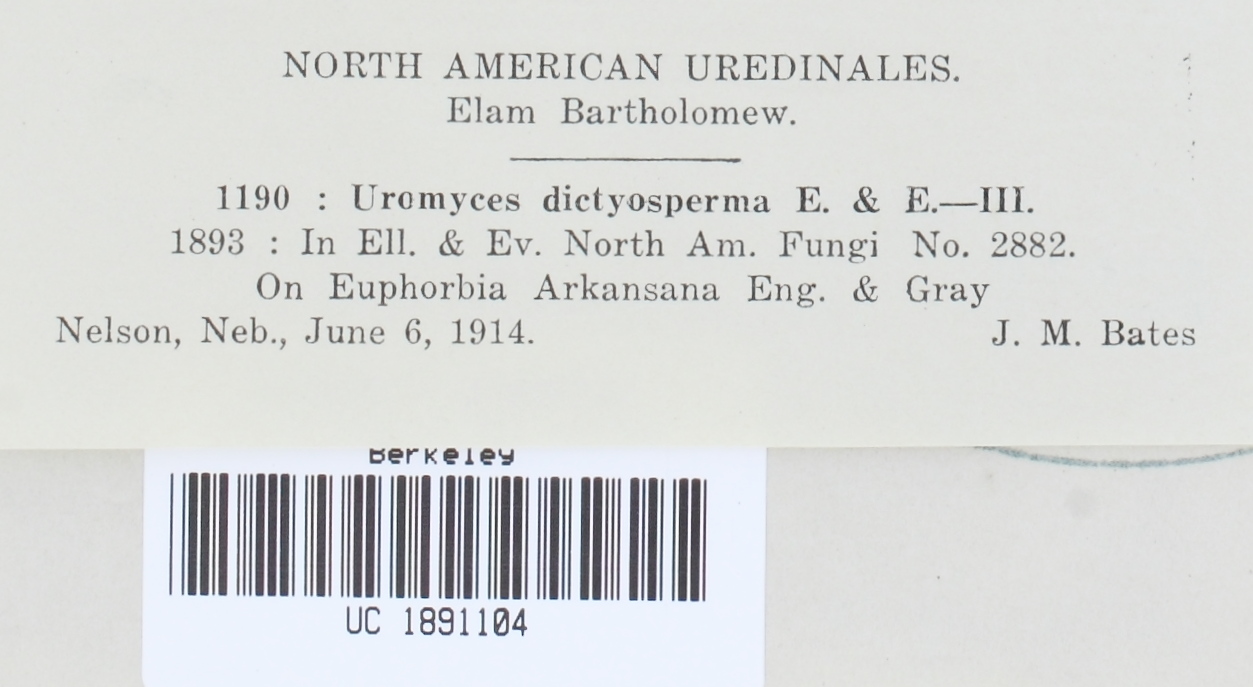 NORTH AMERICAN UREDINALES.
Elam Bartholomew.
1190 : Uromyces dictyosperma E. & E.—III.
1893 : In Ell. & Ev. North Am. Fungi No. 2882.
On Euphorbia Arkansana Eng. & Gray
Nelson, Neb., June 6, 1914. J. M. Bates
Berkeley
UC 1891104